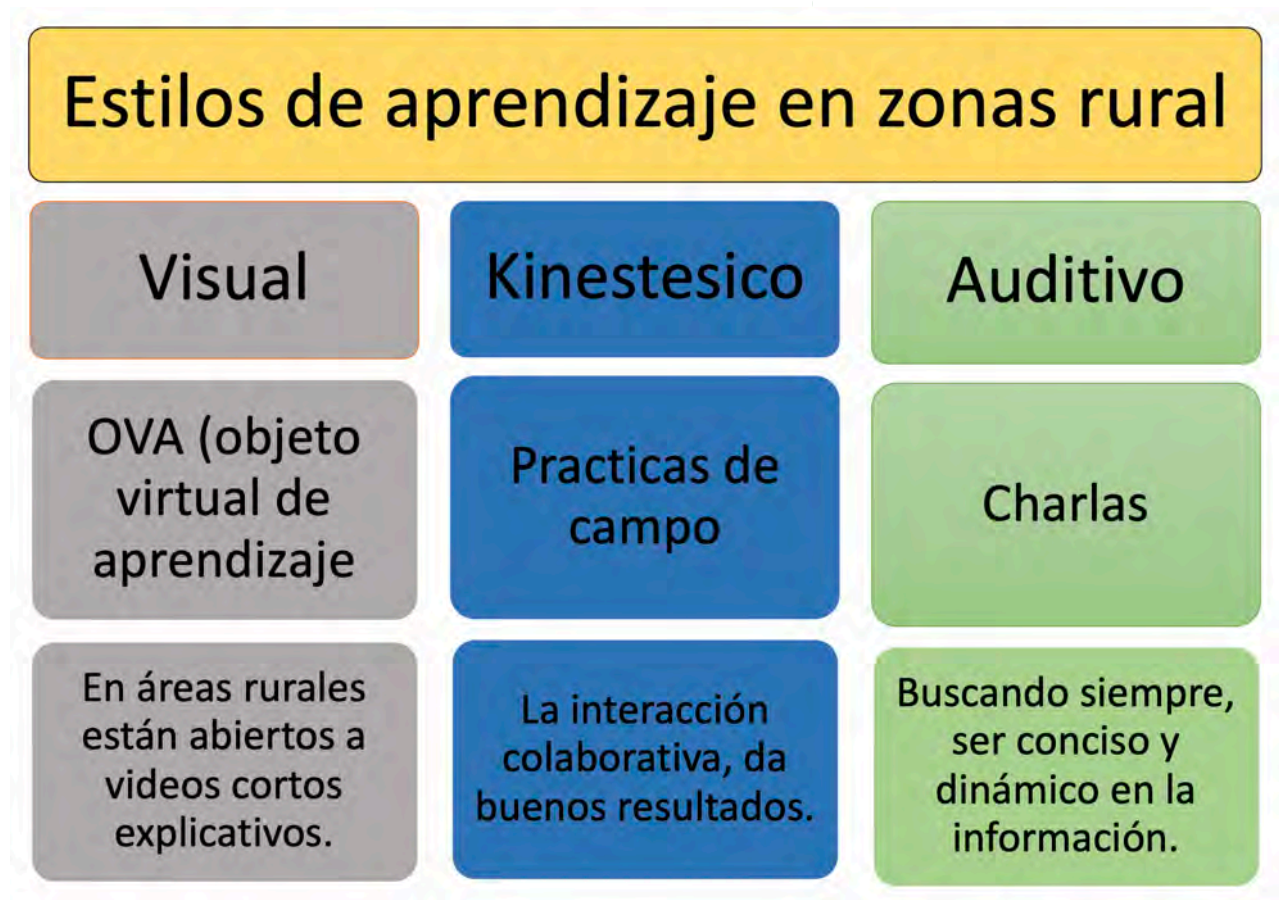 Estilos de aprendizaje en zonas rural
Visual
Kinestesico
Auditivo
OVA (objeto
virtual de
aprendizaje
Practicas de
campo
Charlas
En áreas rurales
están abiertos a
videos cortos
explicativos.
La interacción
colaborativa, da
buenos resultados.
Buscando siempre,
ser conciso y
dinámico en la
información.